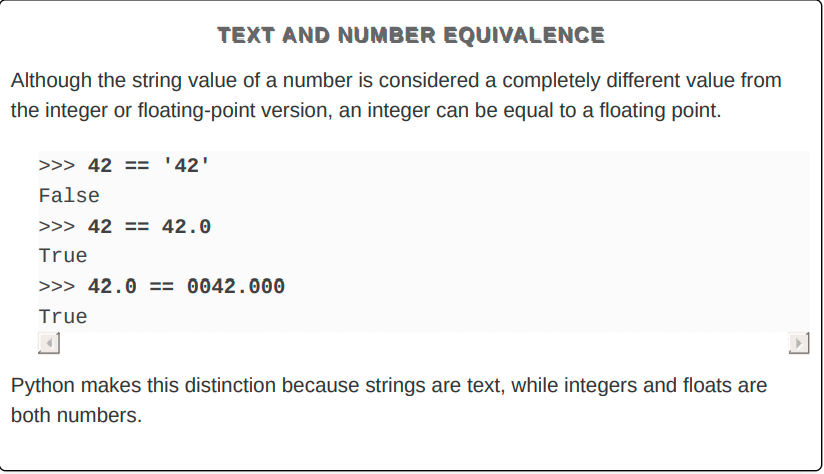 TEXT AND NUMBER EQUIVALENCE
Although the string value of a number is considered a completely different value from
the integer or floating-point version, an integer can be equal to a floating point.
>>> 42 == '42'
False
>>> 42 == 42.0
True
>>> 42.0 == 0042.000
True
Python makes this distinction because strings are text, while integers and floats are
both numbers.